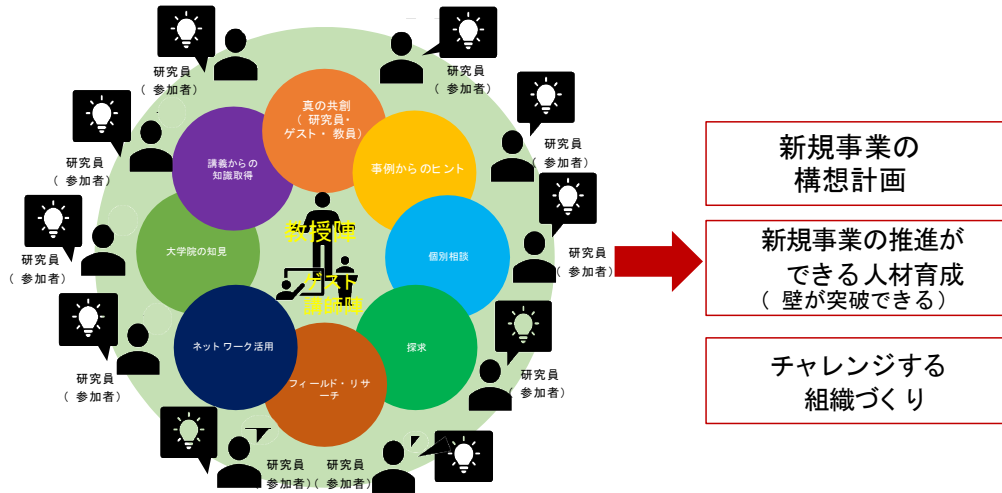 研究員
( 参加者)
研究員
( 参加者)
研究員
( 参加者)
研究員
( 参加者)
研究員
( 参加者)
研究員
( 参加者)
研究員
( 参加者)
研究員
( 参加者)
研究員
( 参加者)
研究員
( 参加者)
真の共創
( 研究員・
ゲスト・ 教員)
講義からの
知識取得
事例からのヒント
大学院の知見
教授陣
個別相談
ゲスト
講師陣
ネットワーク活用
探求
フィールド・リサ
ーチ
新規事業の
構想計画
新規事業の推進が
できる人材育成
( 壁が突破できる)
チャレンジする
組織づくり